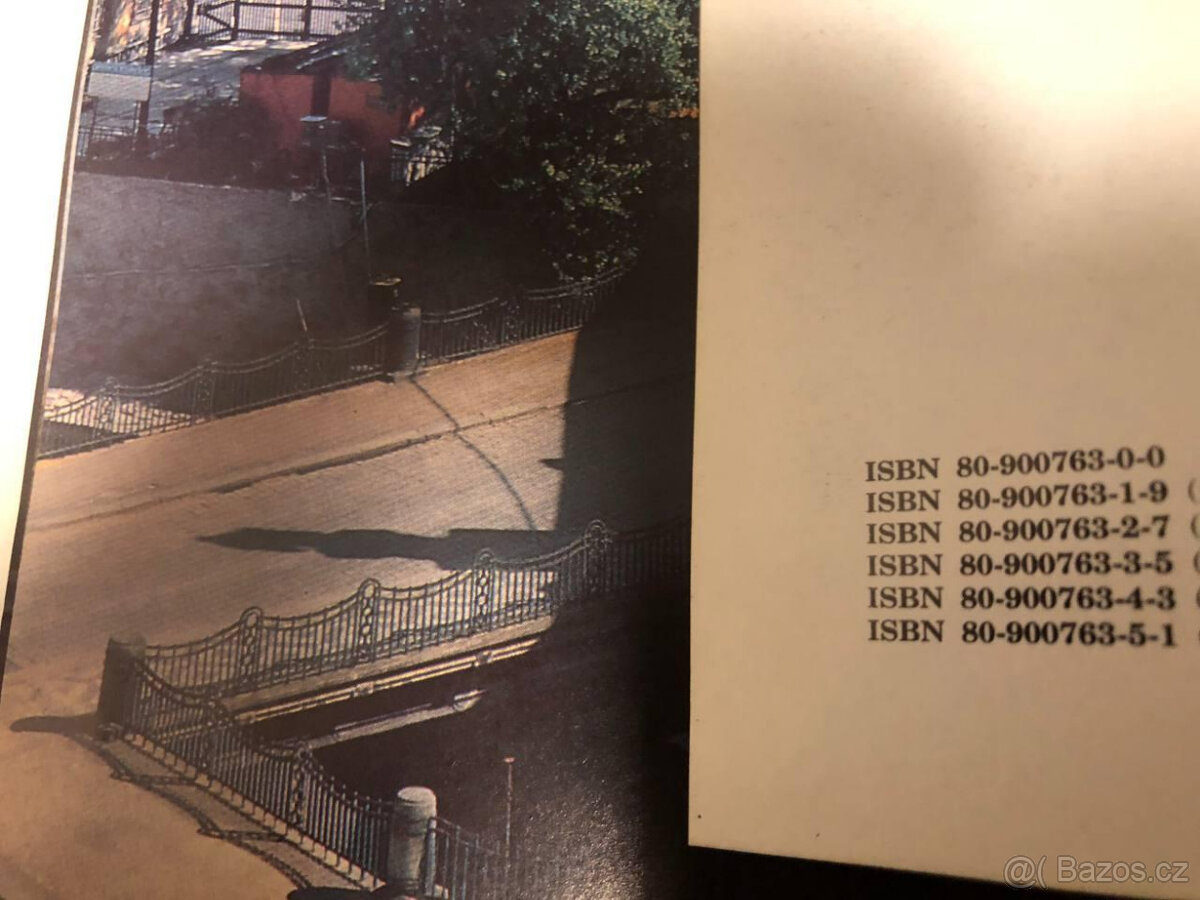 ISBN 80-900763-0-0
ISBN 80-900763-1-9 (
ISBN 80-900763-2-7 (
ISBN 80-900763-3-5 (
ISBN 80-900763-4-3 (
ISBN 80-900763-5-1
@( Bazos.cz